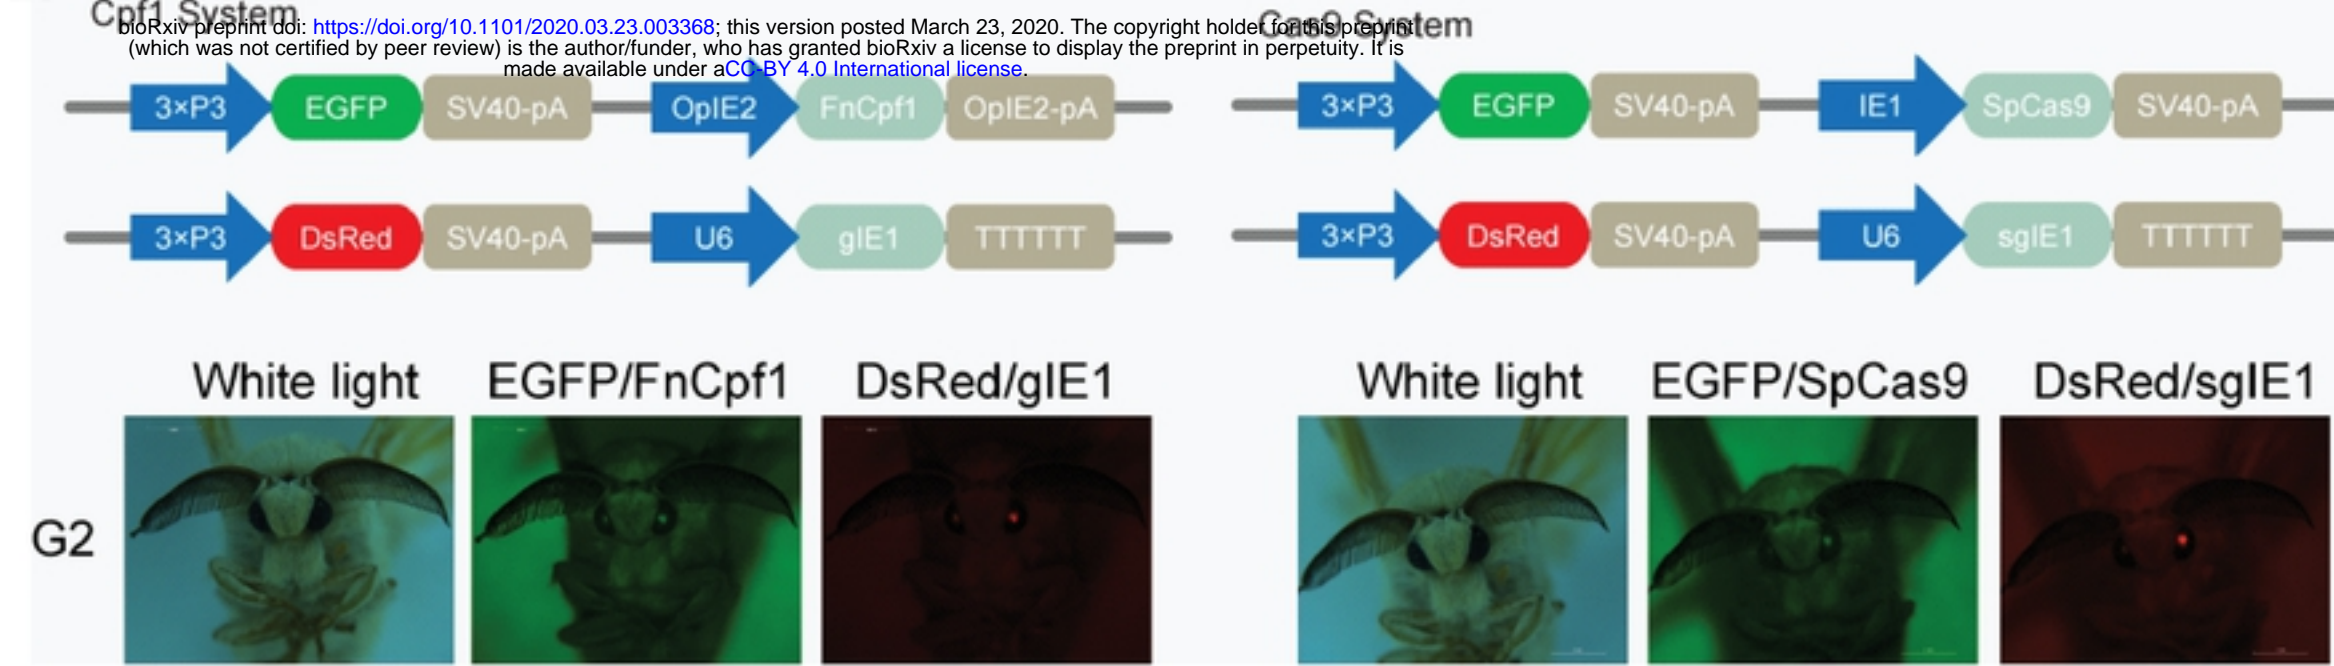 Cpf1 System
Cas9 System
bioRxiv preprint doi: https://doi.org/10.1101/2020.03.23.003368; this version posted March 23, 2020. The copyright holder for this preprint
(which was not certified by peer review) is the author/funder, who has granted bioRxiv a license to display the preprint in perpetuity. It is
made available under aCC-BY 4.0 International license.
3×P3 EGFP SV40-pA OpIE2 FnCpf1 OpIE2-pA
3×P3 DsRed SV40-pA U6 gIE1 TTTTTT
3×P3 EGFP SV40-pA IE1 SpCas9 SV40-pA
3×P3 DsRed SV40-pA U6 sgIE1 TTTTTT
White light EGFP/FnCpf1 DsRed/gIE1
White light EGFP/SpCas9 DsRed/sgIE1
G2